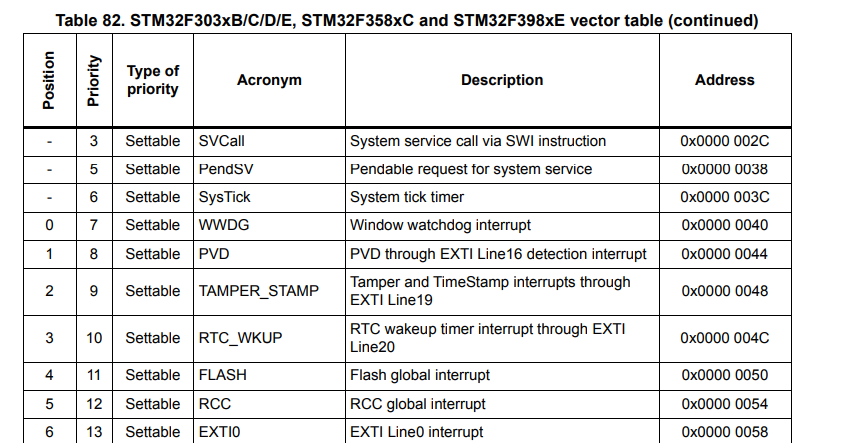 Table 82. STM32F303xB/C/D/E, STM32F358xC and STM32F398xE vector table (continued)
Position Priority Type of priority Acronym Description Address
- 3 Settable SVCall System service call via SWI instruction 0x0000 002C
- 5 Settable PendSV Pendable request for system service 0x0000 0038
- 6 Settable SysTick System tick timer 0x0000 003C
0 7 Settable WWDG Window watchdog interrupt 0x0000 0040
1 8 Settable PVD PVD through EXTI Line16 detection interrupt 0x0000 0044
2 9 Settable TAMPER_STAMP Tamper and TimeStamp interrupts through EXTI Line19 0x0000 0048
3 10 Settable RTC_WKUP RTC wakeup timer interrupt through EXTI Line20 0x0000 004C
4 11 Settable FLASH Flash global interrupt 0x0000 0050
5 12 Settable RCC RCC global interrupt 0x0000 0054
6 13 Settable EXTI0 EXTI Line0 interrupt 0x0000 0058